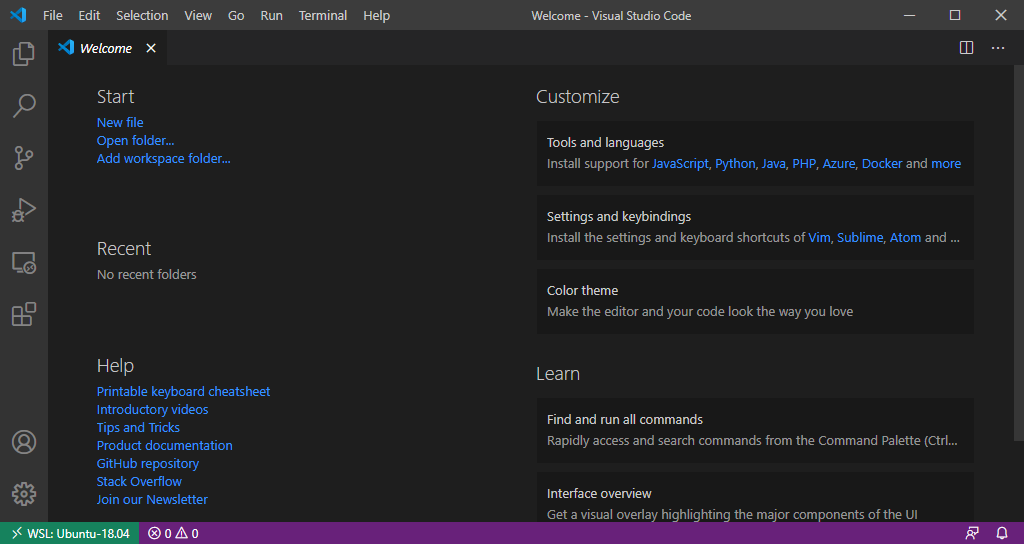 File Edit Selection View Go Run Terminal Help Welcome - Visual Studio Code
Welcome
Start
New file
Open folder...
Add workspace folder...
Recent
No recent folders
Help
Printable keyboard cheatsheet
Introductory videos
Tips and Tricks
Product documentation
GitHub repository
Stack Overflow
Join our Newsletter
Customize
Tools and languages
Install support for JavaScript, Python, Java, PHP, Azure, Docker and more
Settings and keybindings
Install the settings and keyboard shortcuts of Vim, Sublime, Atom and ...
Color theme
Make the editor and your code look the way you love
Learn
Find and run all commands
Rapidly access and search commands from the Command Palette (Ctrl...
Interface overview
Get a visual overlay highlighting the major components of the UI
WSL: Ubuntu-18.04 0 0